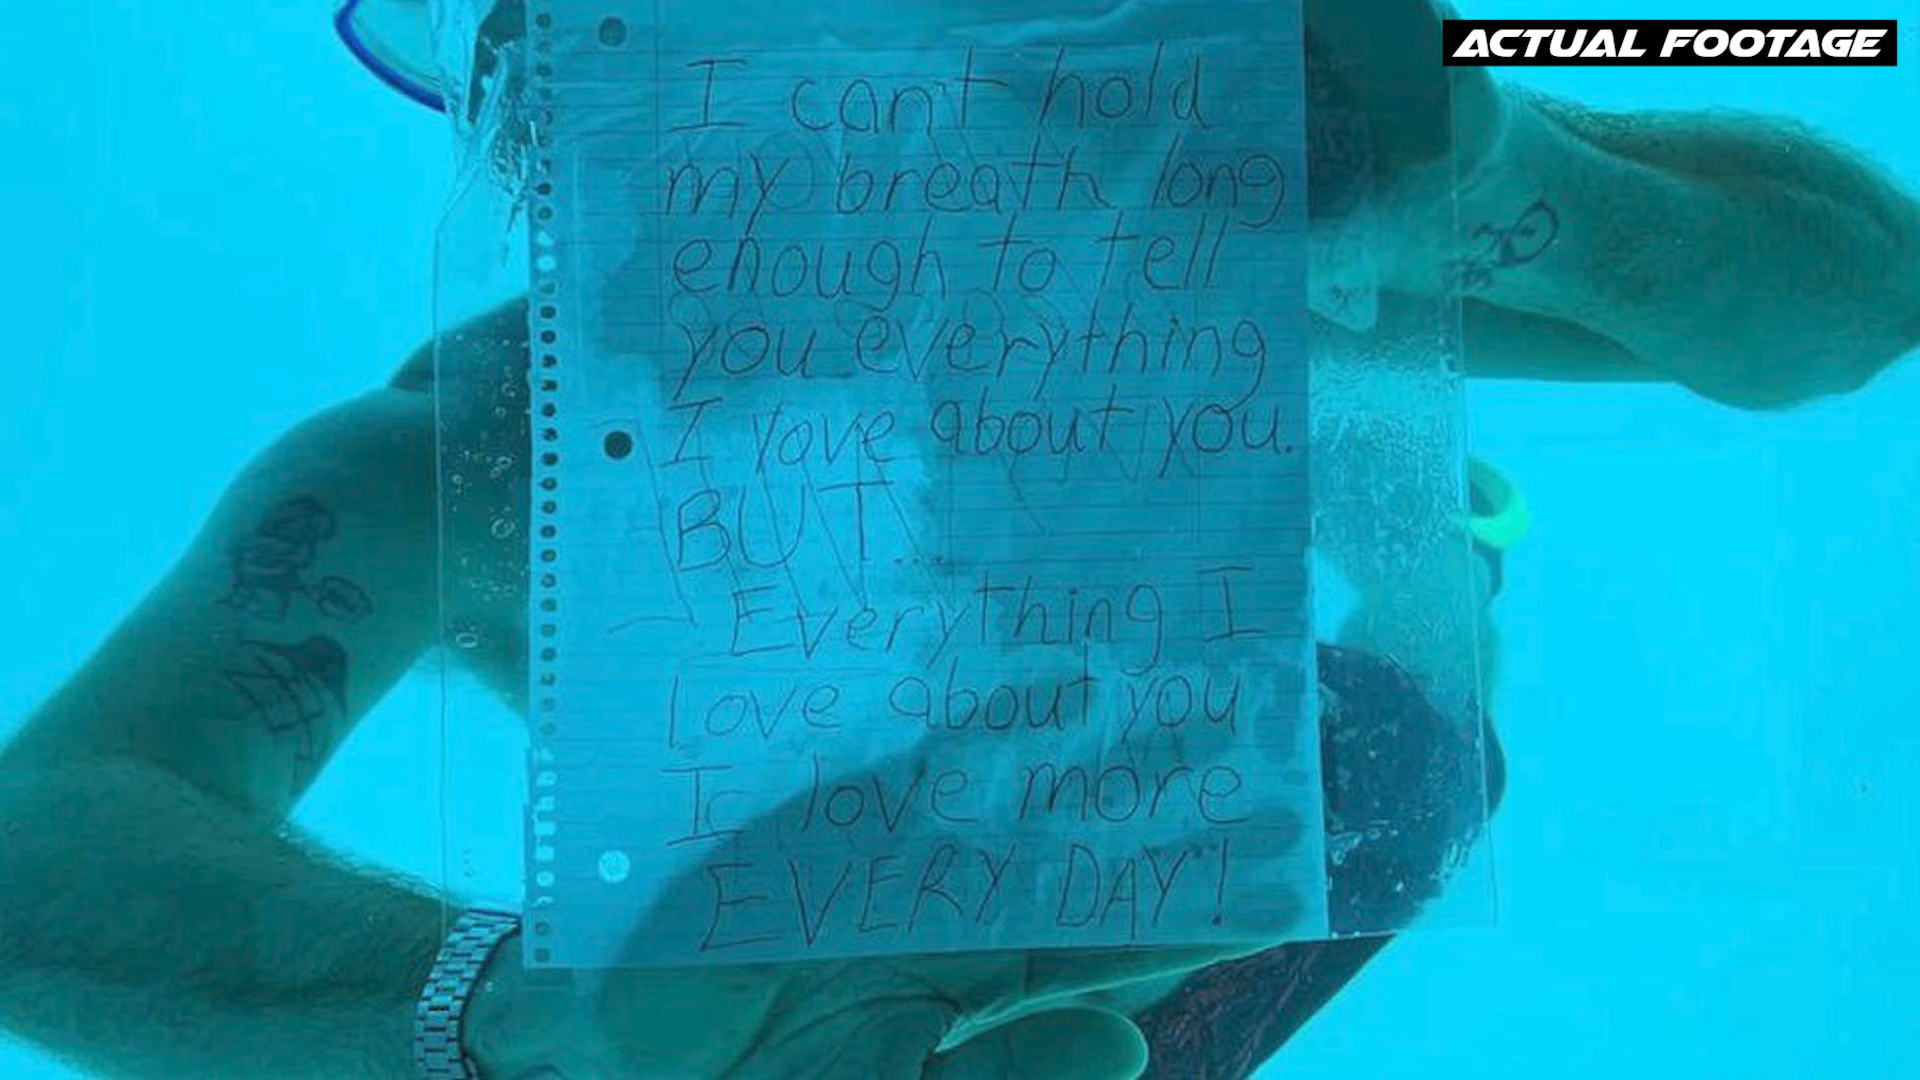 ACTUAL FOOTAGE
I can't hold
my breath long
enough to tell
you everything
I love about you.
BUT....
Everything I
love about you
I love more
EVERY DAY!